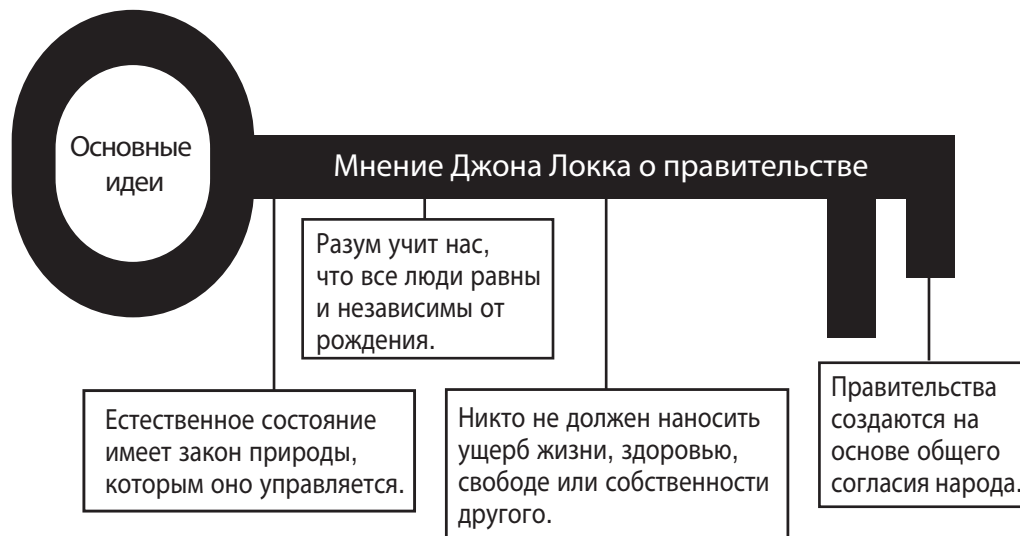 Основные
идеи
Мнение Джона Локка о правительстве
Разум учит нас,
что все люди равны
и независимы от
рождения.
Естественное состояние
имеет закон природы,
которым оно управляется.
Никто не должен наносить
ущерб жизни, здоровью,
свободе или собственности
другого.
Правительства
создаются на
основе общего
согласия народа.